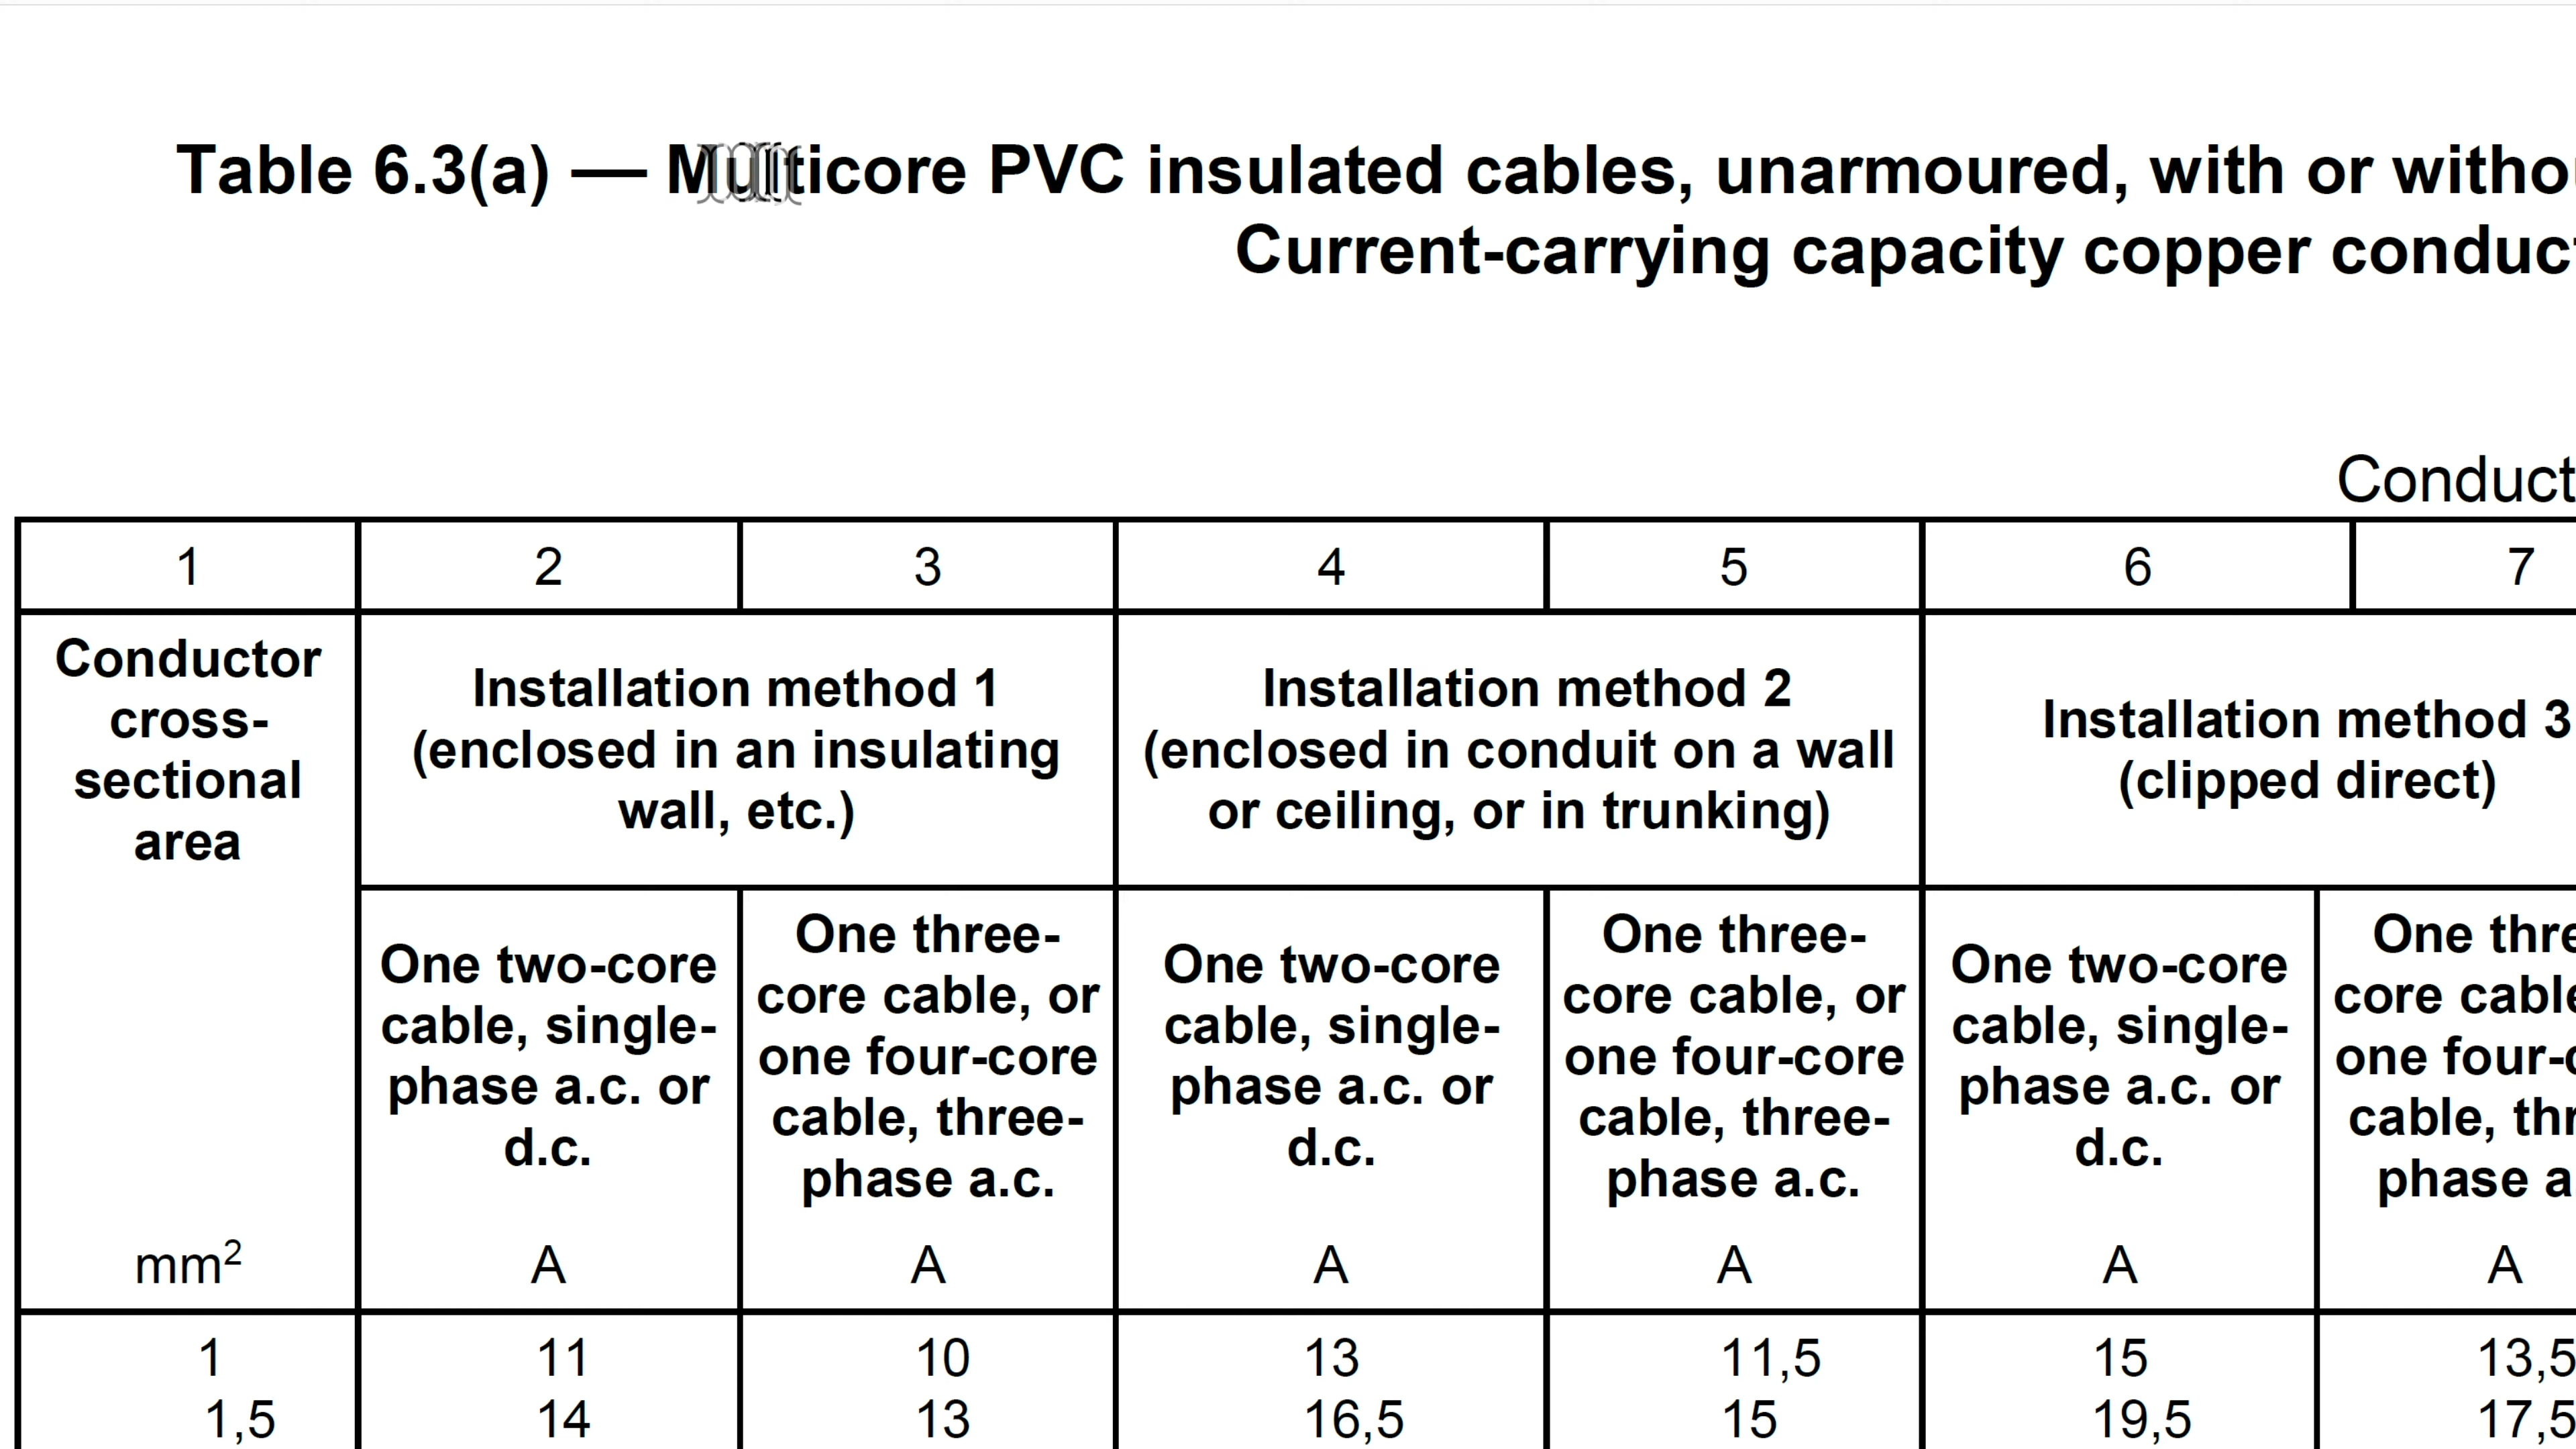 Table 6.3(a) — Multicore PVC insulated cables, unarmoured, with or
Current-carrying capacity copper
1 2 3 4 5 6 7
Conductor
cross-
sectional
area
mm²
Installation method 1
(enclosed in an insulating
wall, etc.)
Installation method 2
(enclosed in conduit on a wall
or ceiling, or in trunking)
Installation method 3
(clipped direct)
One two-core
cable, single-
phase a.c. or
d.c.
A
One three-
core cable, or
one four-core
cable, three-
phase a.c.
A
One two-core
cable, single-
phase a.c. or
d.c.
A
One three-
core cable, or
one four-core
cable, three-
phase a.c.
A
One two-core
cable, single-
phase a.c. or
d.c.
A
One
core
one
cable,
phase
A
1 11 10 13 11,5 15 13,5
1,5 14 13 16,5 15 19,5 17,5